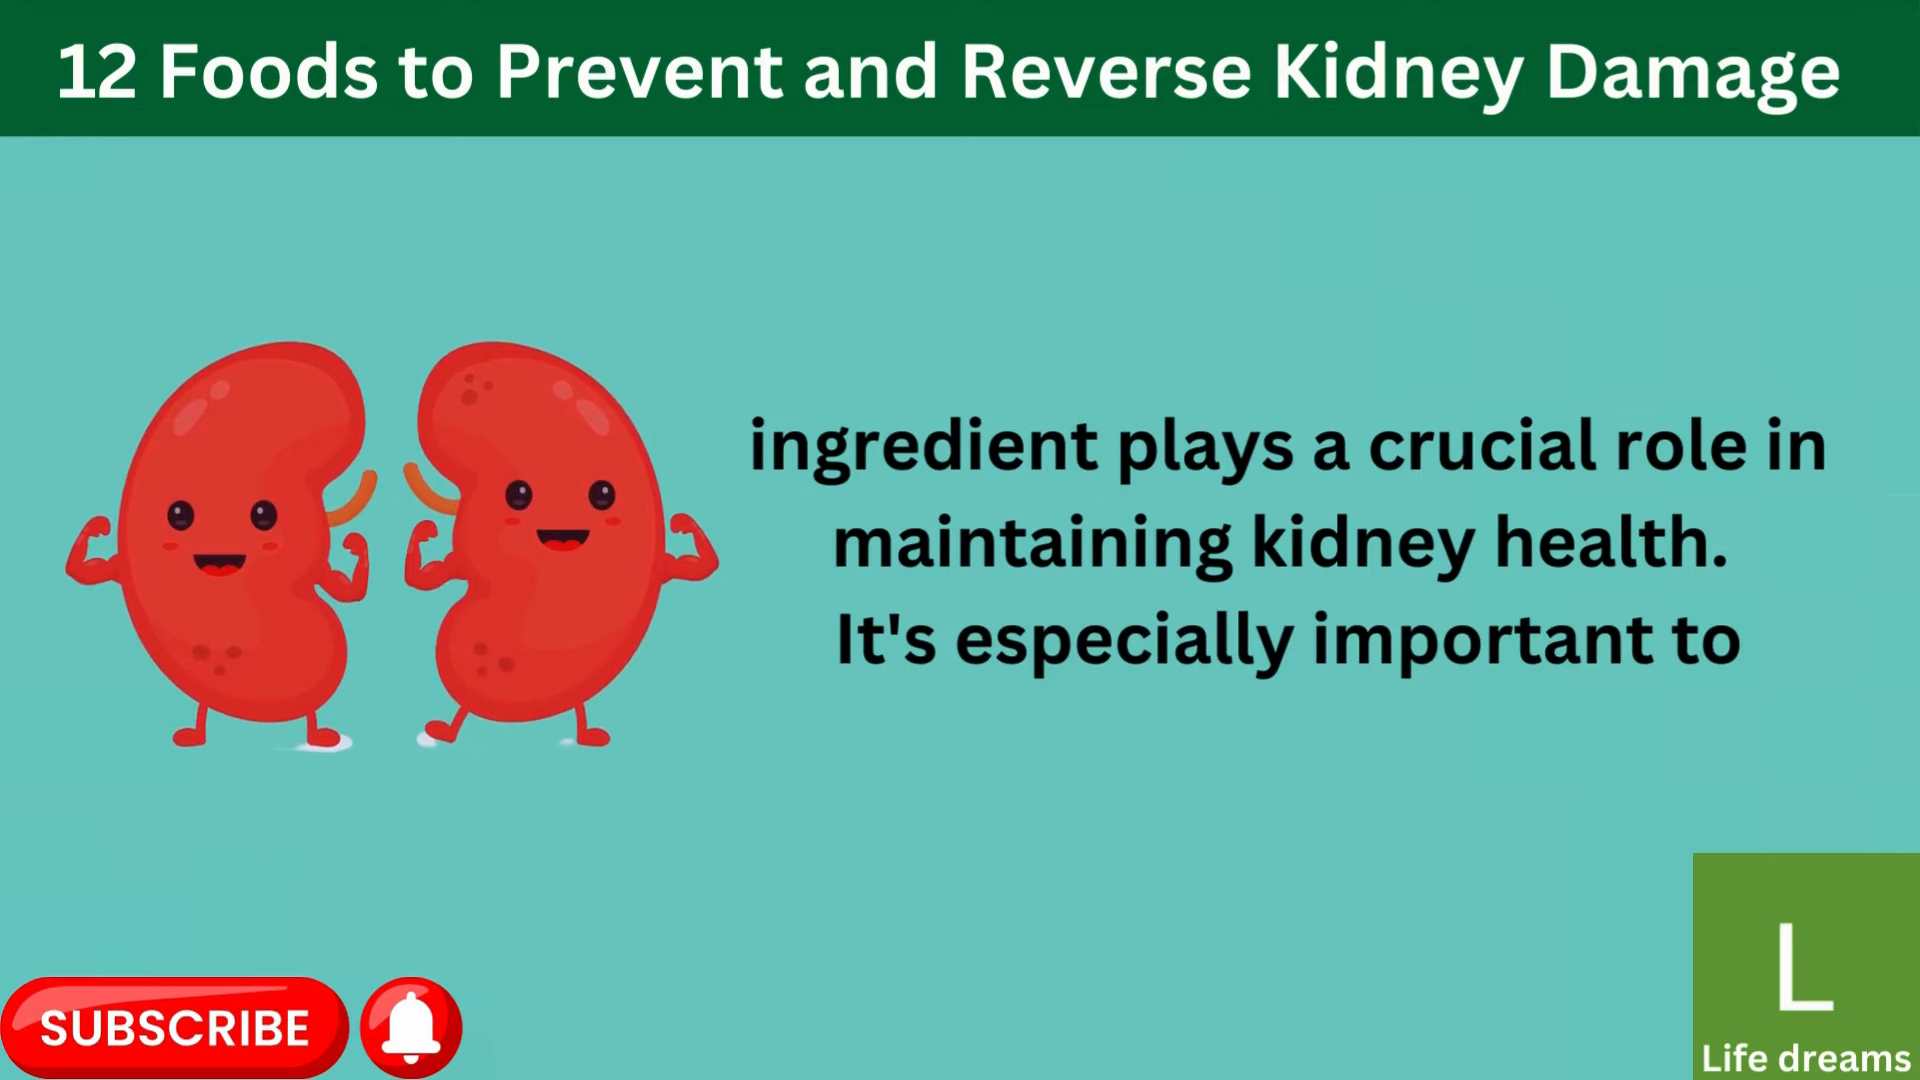 12 Foods to Prevent and Reverse Kidney Damage
ingredient plays a crucial role in
maintaining kidney health.
It's especially important to
SUBSCRIBE
L
Life dreams